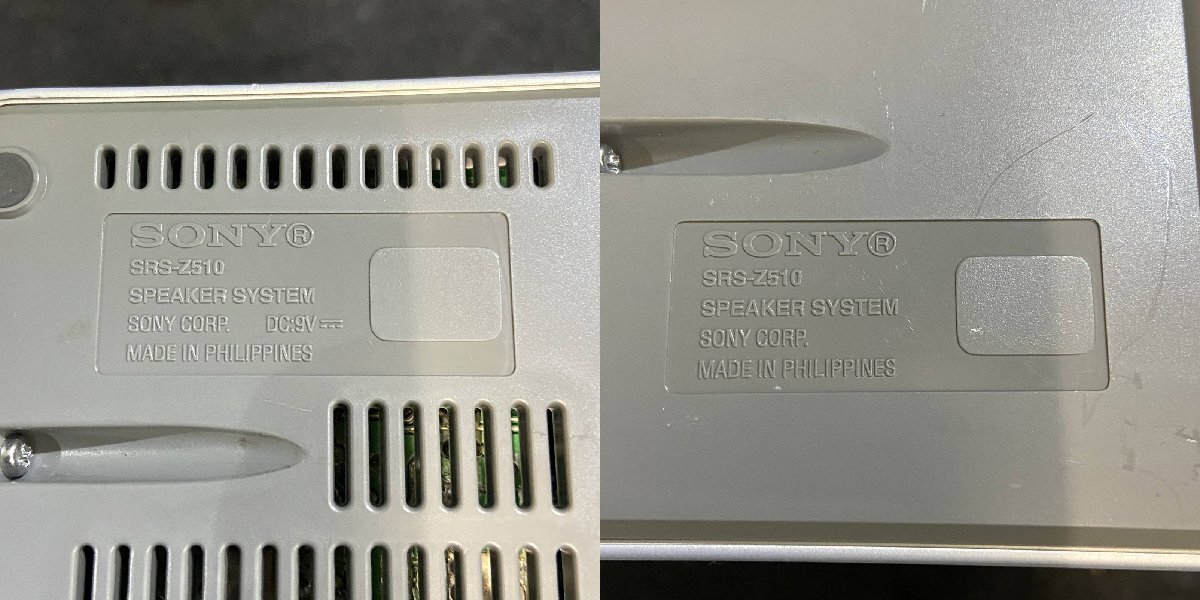 SONY®
SRS-Z510
SPEAKER SYSTEM
SONY CORP. DC:9V⎓
MADE IN PHILIPPINES
SONY®
SRS-Z510
SPEAKER SYSTEM
SONY CORP.
MADE IN PHILIPPINES